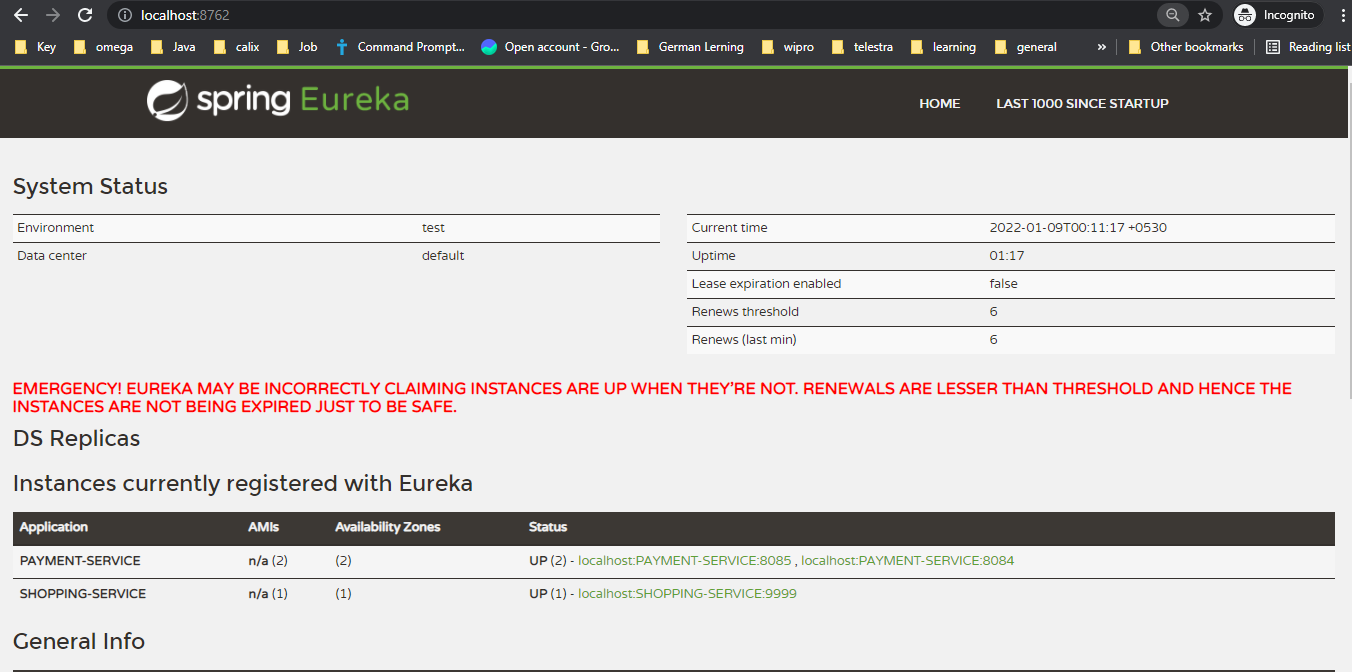 localhost:8762
Incognito
Key omega Java calix Job Command Prompt... Open account - Gro... German Lerning wipro telestra learning general » Other bookmarks Reading list
spring Eureka HOME LAST 1000 SINCE STARTUP
System Status
Environment test
Data center default
Current time 2022-01-09T00:11:17 +0530
Uptime 01:17
Lease expiration enabled false
Renews threshold 6
Renews (last min) 6
EMERGENCY! EUREKA MAY BE INCORRECTLY CLAIMING INSTANCES ARE UP WHEN THEY'RE NOT. RENEWALS ARE LESSER THAN THRESHOLD AND HENCE THE
INSTANCES ARE NOT BEING EXPIRED JUST TO BE SAFE.
DS Replicas
Instances currently registered with Eureka
Application AMIs Availability Zones Status
PAYMENT-SERVICE n/a (2) (2) UP (2) - localhost:PAYMENT-SERVICE:8085 , localhost:PAYMENT-SERVICE:8084
SHOPPING-SERVICE n/a (1) (1) UP (1) - localhost:SHOPPING-SERVICE:9999
General Info